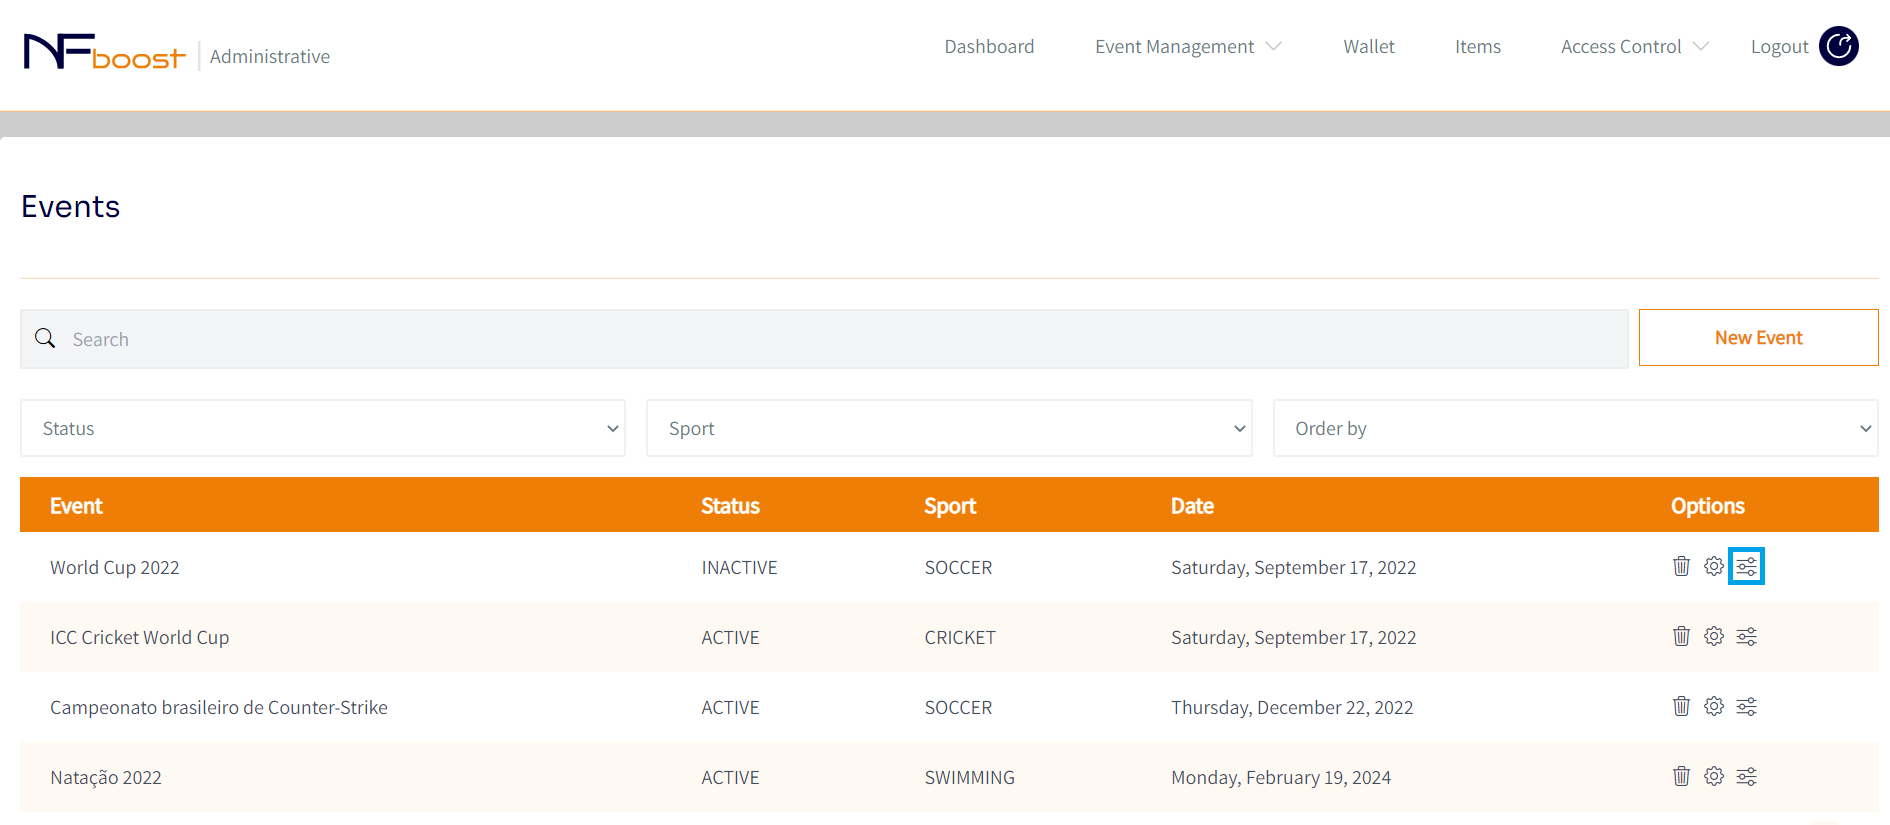 NFboost Administrative Dashboard Event Management Wallet Items Access Control Logout
Events
Search New Event
Status Sport Order by
Event Status Sport Date Options
World Cup 2022 INACTIVE SOCCER Saturday, September 17, 2022
ICC Cricket World Cup ACTIVE CRICKET Saturday, September 17, 2022
Campeonato brasileiro de Counter-Strike ACTIVE SOCCER Thursday, December 22, 2022
Natação 2022 ACTIVE SWIMMING Monday, February 19, 2024